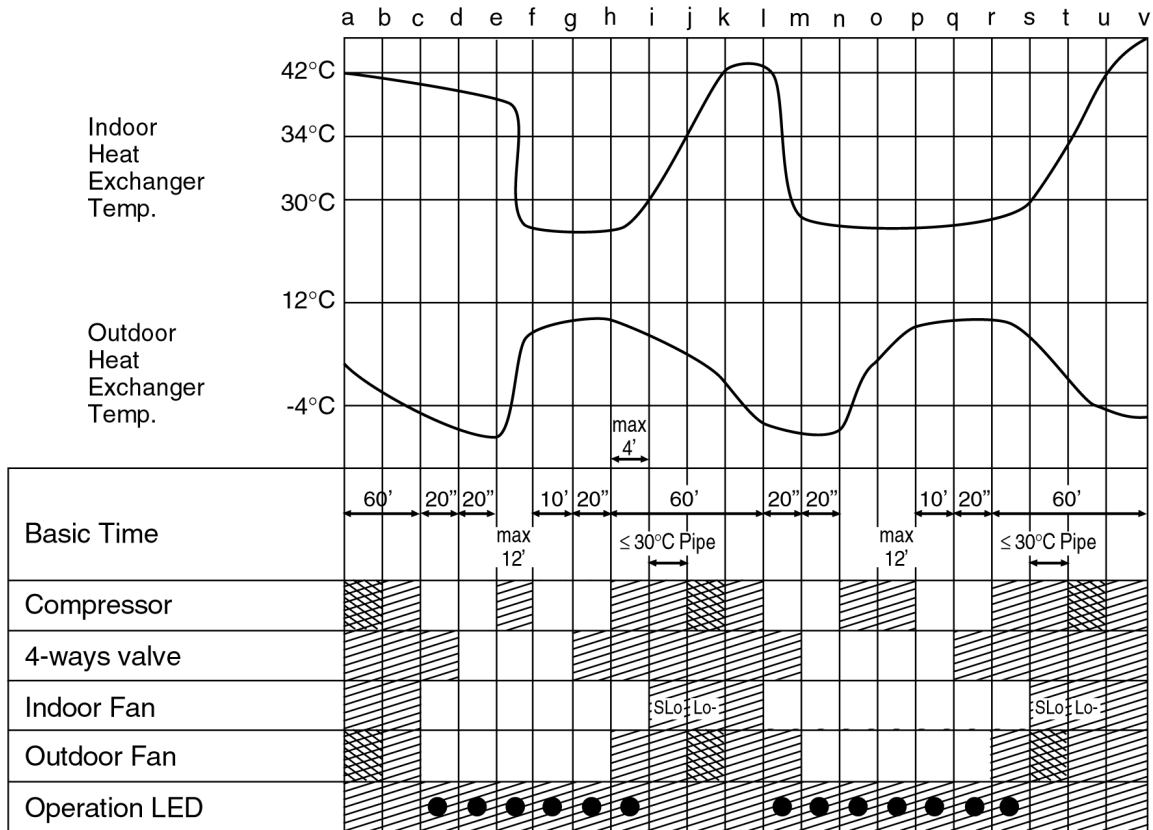 a b c d e f g h i j k l m n o p q r s t u v
42°C
Indoor
Heat
Exchanger
Temp.
34°C
30°C
12°C
Outdoor
Heat
Exchanger
Temp.
-4°C
max
4’
Basic Time
60’ 20” 20” 10’ 20” 60’ 20” 20” 10’ 20” 60’
max
12’
≤ 30°C Pipe
max
12’
≤ 30°C Pipe
Compressor
4-ways valve
Indoor Fan SLo Lo- SLo Lo-
Outdoor Fan
Operation LED